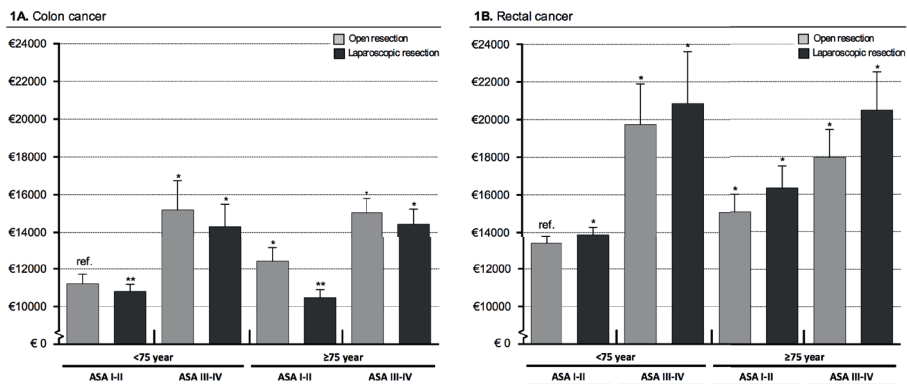 1A. Colon cancer
€24000
€22000
€20000
€18000
€16000
€14000
€12000
€10000
€ 0
Open resection
Laparoscopic resection
ref.
**
*
*
*
**
*
*
<75 year
≥75 year
ASA I-II
ASA III-IV
ASA I-II
ASA III-IV
1B. Rectal cancer
€24000
€22000
€20000
€18000
€16000
€14000
€12000
€10000
€ 0
Open resection
Laparoscopic resection
ref.
*
*
*
*
*
*
*
<75 year
≥75 year
ASA I-II
ASA III-IV
ASA I-II
ASA III-IV